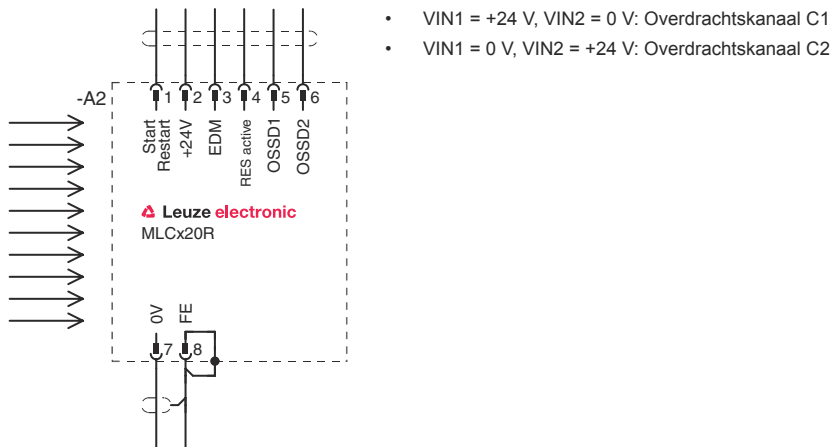 • VIN1 = +24 V, VIN2 = 0 V: Overdrachtskanaal C1
• VIN1 = 0 V, VIN2 = +24 V: Overdrachtskanaal C2
-A2
1 2 3 4 5 6
Start
Restart
+24V
EDM
RES active
OSSD1
OSSD2
Leuze electronic
MLCx20R
0V
FE
7 8